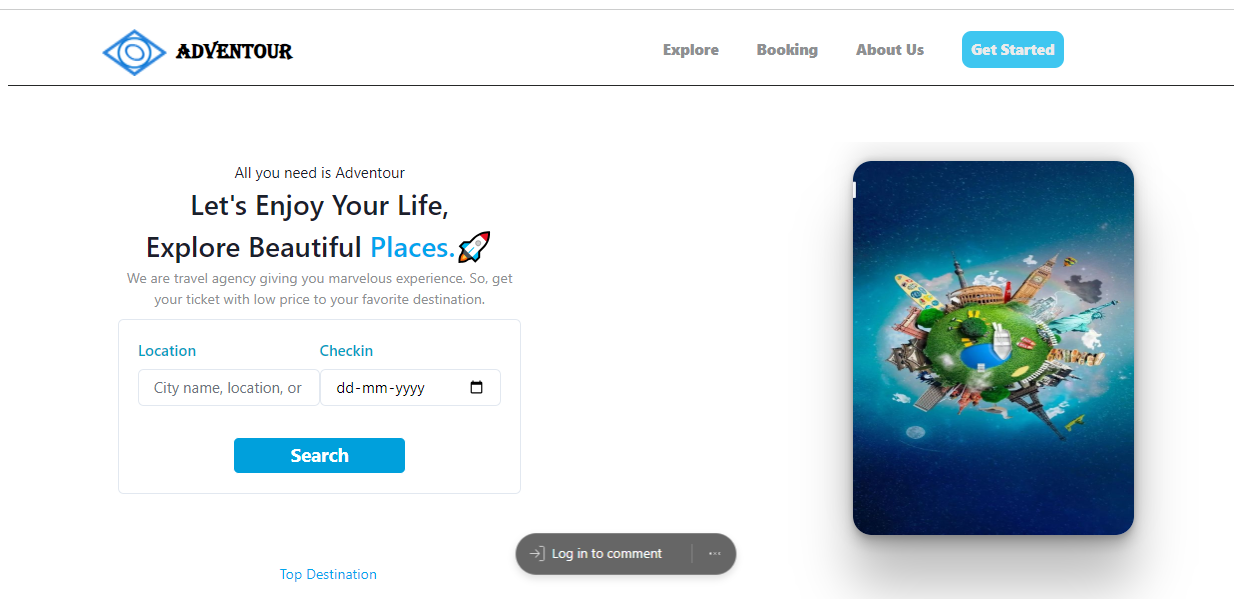 ADVENTOUR
Explore
Booking
About Us
Get Started
All you need is Adventour
Let's Enjoy Your Life,
Explore Beautiful Places.🚀
We are travel agency giving you marvelous experience. So, get
your ticket with low price to your favorite destination.
Location
Checkin
City name, location, or
dd-mm-yyyy
Search
Log in to comment
Top Destination